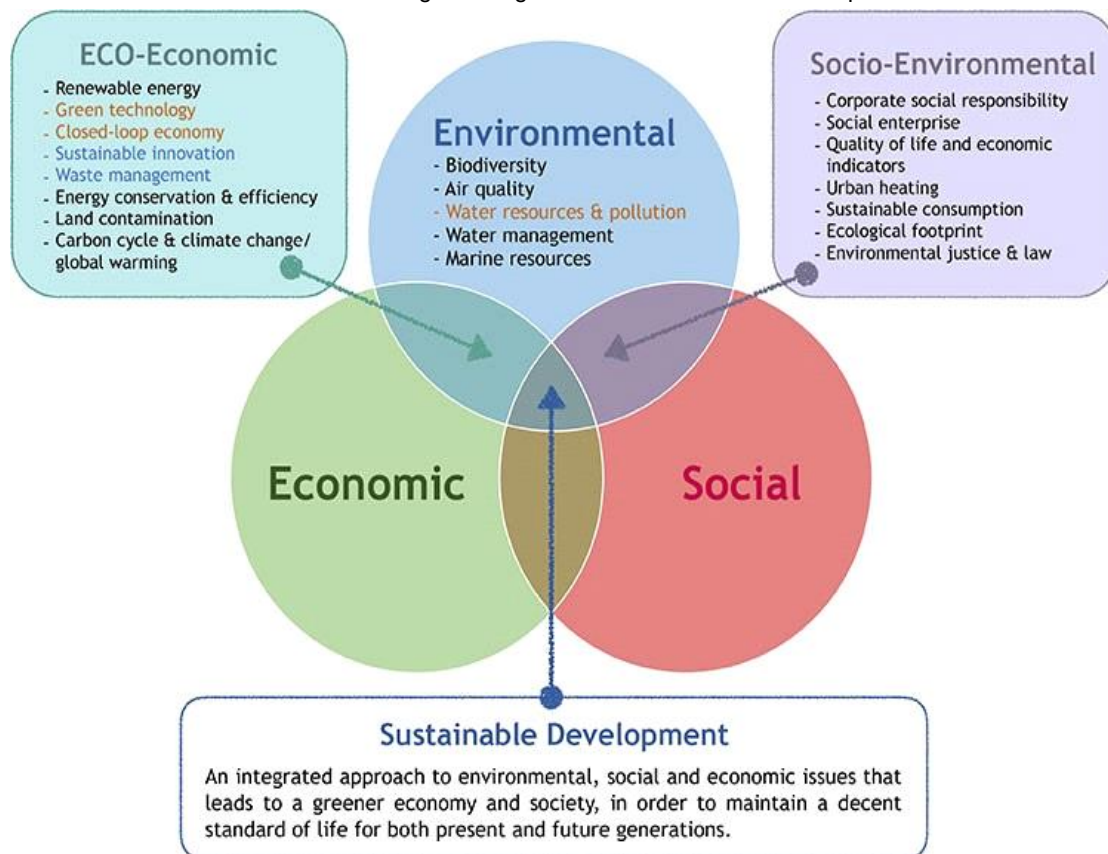 ECO-Economic
- Renewable energy
- Green technology
- Closed-loop economy
- Sustainable innovation
- Waste management
- Energy conservation & efficiency
- Land contamination
- Carbon cycle & climate change/
global warming
Environmental
- Biodiversity
- Air quality
- Water resources & pollution
- Water management
- Marine resources
Socio-Environmental
- Corporate social responsibility
- Social enterprise
- Quality of life and economic
indicators
- Urban heating
- Sustainable consumption
- Ecological footprint
- Environmental justice & law
Economic
Social
Sustainable Development
An integrated approach to environmental, social and economic issues that
leads to a greener economy and society, in order to maintain a decent
standard of life for both present and future generations.